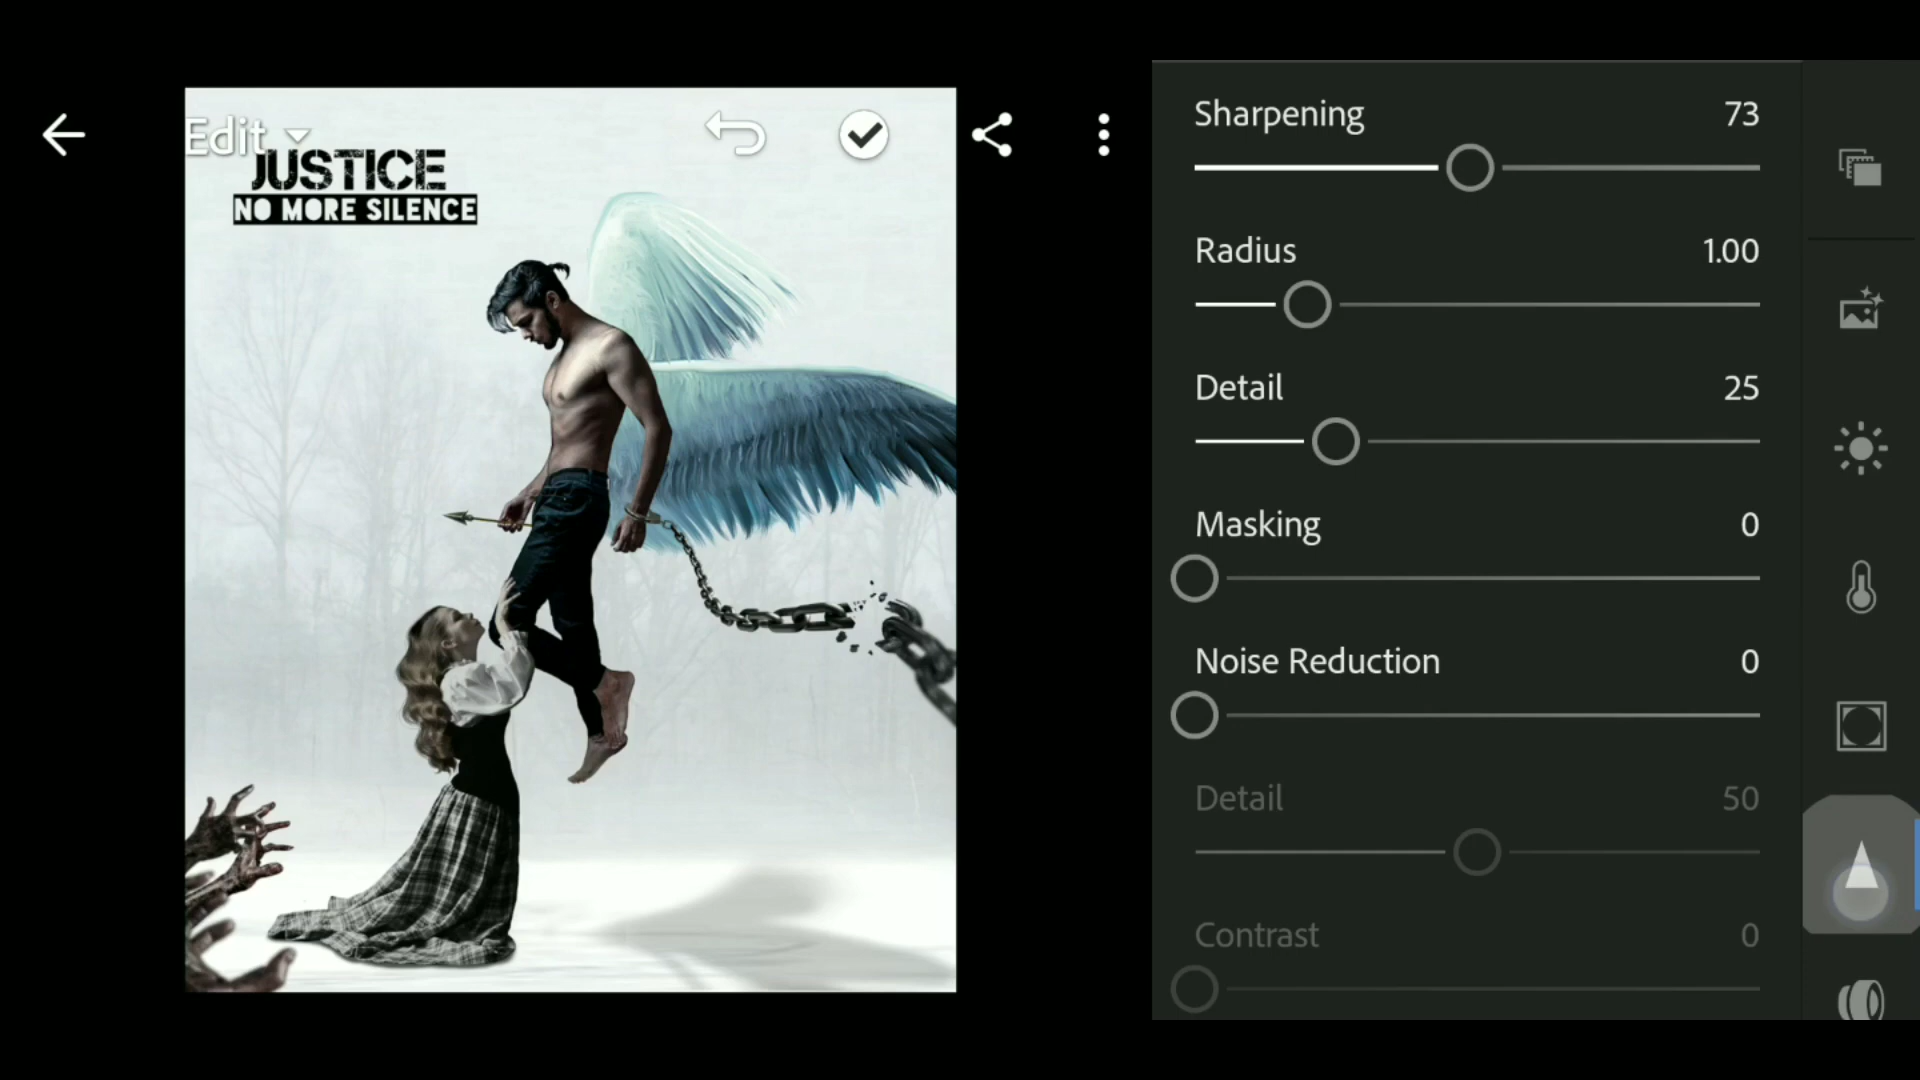 Edit
JUSTICE
NO MORE SILENCE
Sharpening 73
Radius 1.00
Detail 25
Masking 0
Noise Reduction 0
Detail 50
Contrast 0